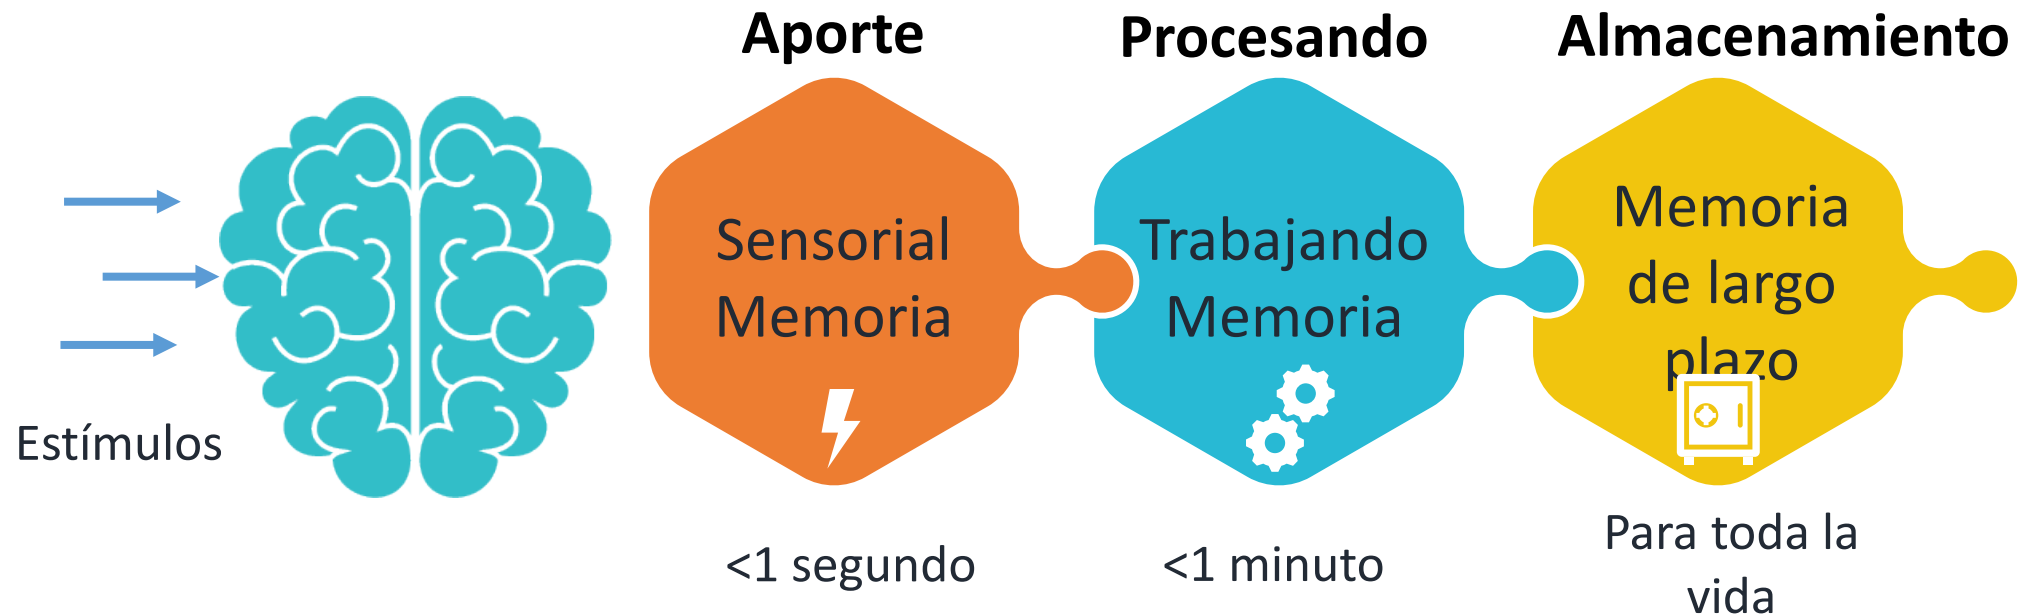 Estímulos
Aporte
Sensorial
Memoria
<1 segundo
Procesando
Trabajando
Memoria
<1 minuto
Almacenamiento
Memoria
de largo
plazo
Para toda la
vida